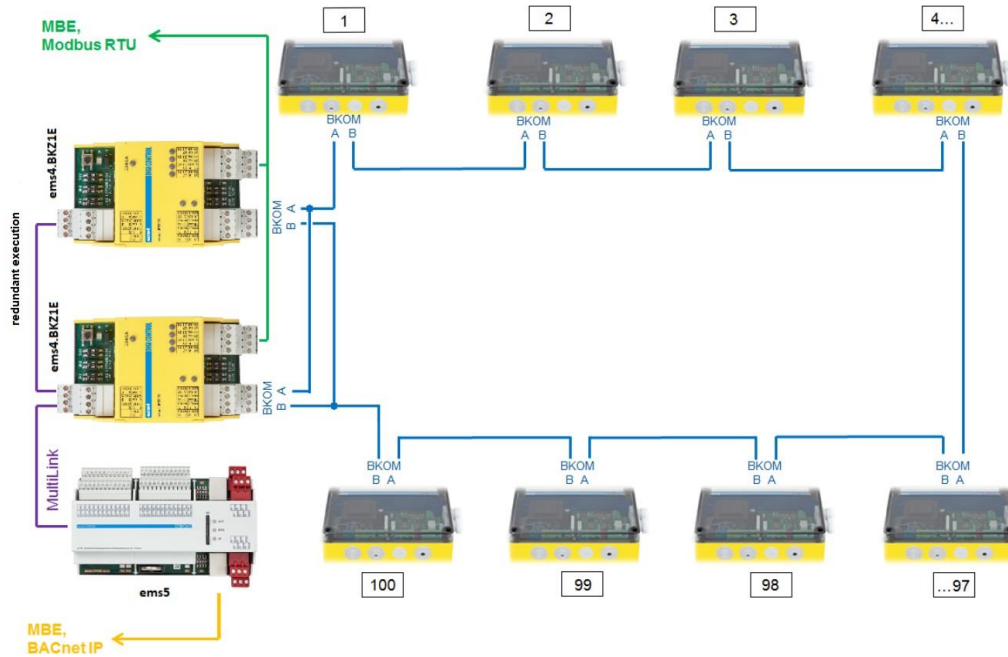 MBE,
Modbus RTU
1
2
3
4...
BKOM
A B
BKOM
A B
BKOM
A B
BKOM
A B
ems4.BKZ1E
BKOM
A
B
redundant execution
ems4.BKZ1E
BKOM
A
B
MultiLink
BKOM
B A
BKOM
B A
BKOM
B A
BKOM
B A
100
99
98
...97
ems5
MBE,
BACnet IP